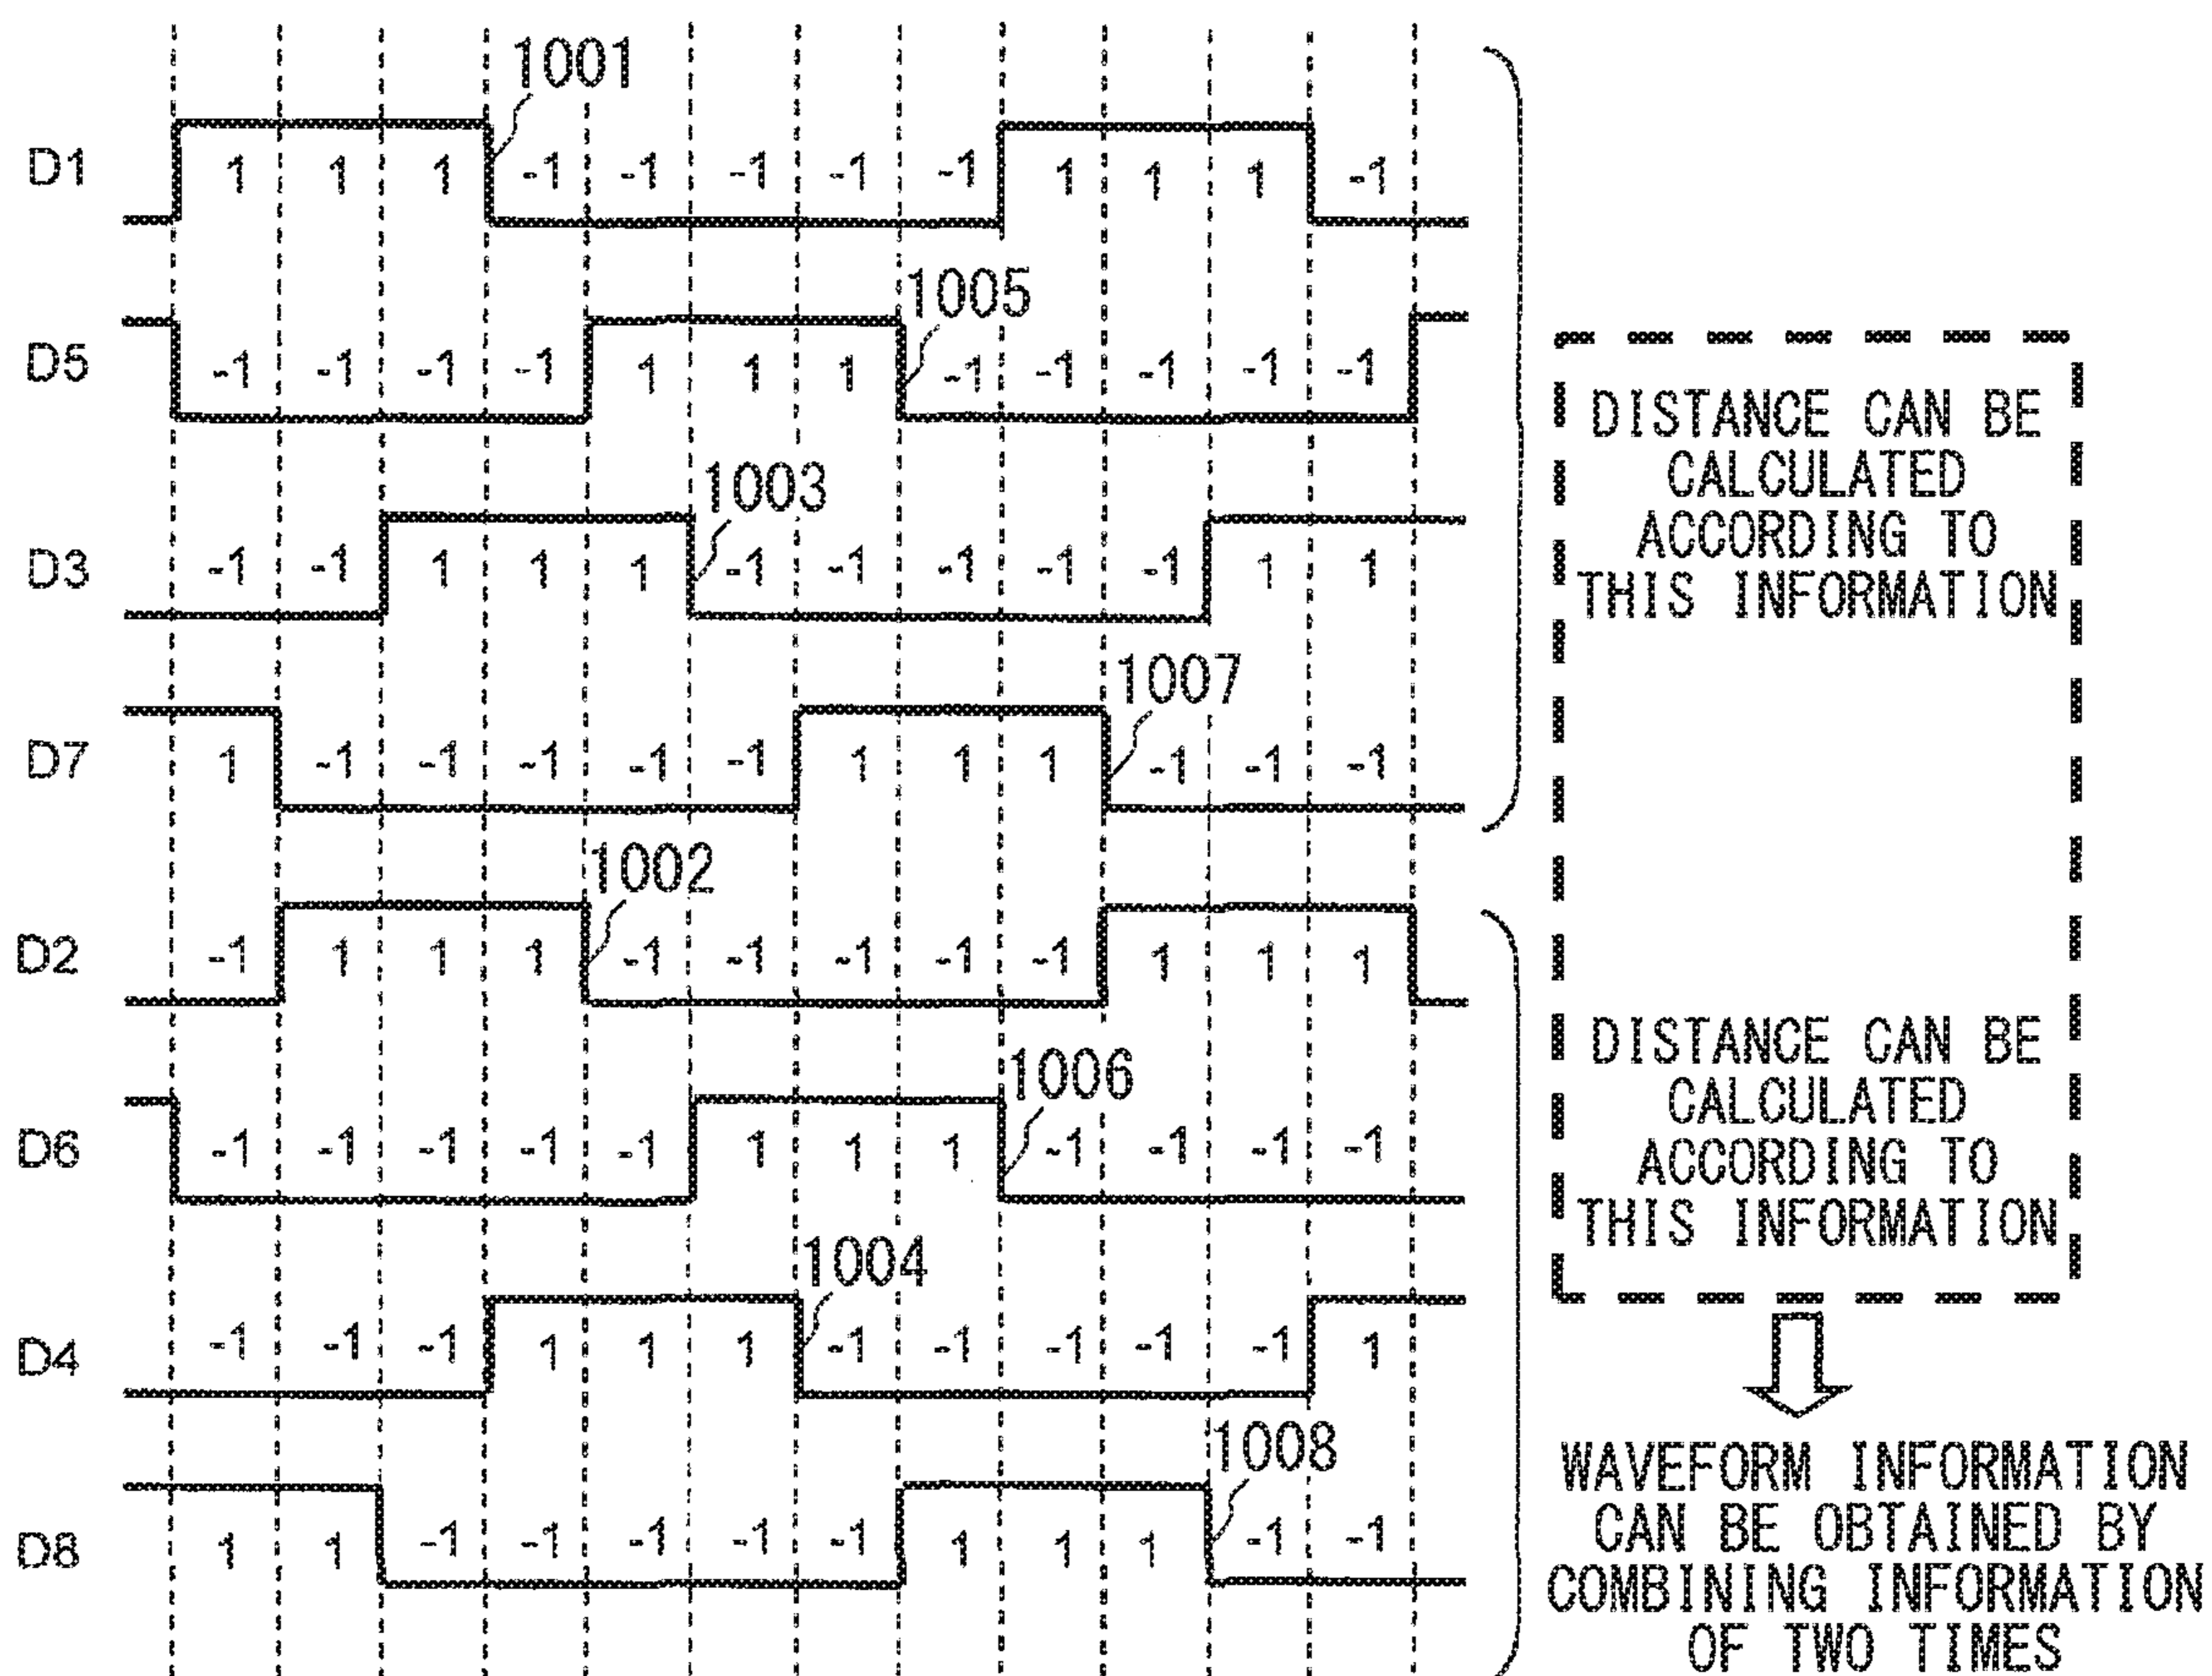 1001
D1 1 1 1 -1 -1 -1 -1 -1 1 1 1 -1
1005
D5 -1 -1 -1 -1 1 1 1 -1 -1 -1 -1 -1
1003
D3 -1 -1 1 1 1 -1 -1 -1 -1 -1 1 1
1007
D7 1 -1 -1 -1 -1 -1 1 1 1 -1 -1 -1
1002
D2 -1 1 1 1 -1 -1 -1 -1 -1 1 1 1
1006
D6 -1 -1 -1 -1 -1 1 1 1 -1 -1 -1 -1
1004
D4 -1 -1 -1 1 1 1 -1 -1 -1 -1 -1 1
1008
D8 1 1 -1 -1 -1 -1 -1 1 1 1 -1 -1
DISTANCE CAN BE
CALCULATED
ACCORDING TO
THIS INFORMATION
DISTANCE CAN BE
CALCULATED
ACCORDING TO
THIS INFORMATION
WAVEFORM INFORMATION
CAN BE OBTAINED BY
COMBINING INFORMATION
OF TWO TIMES